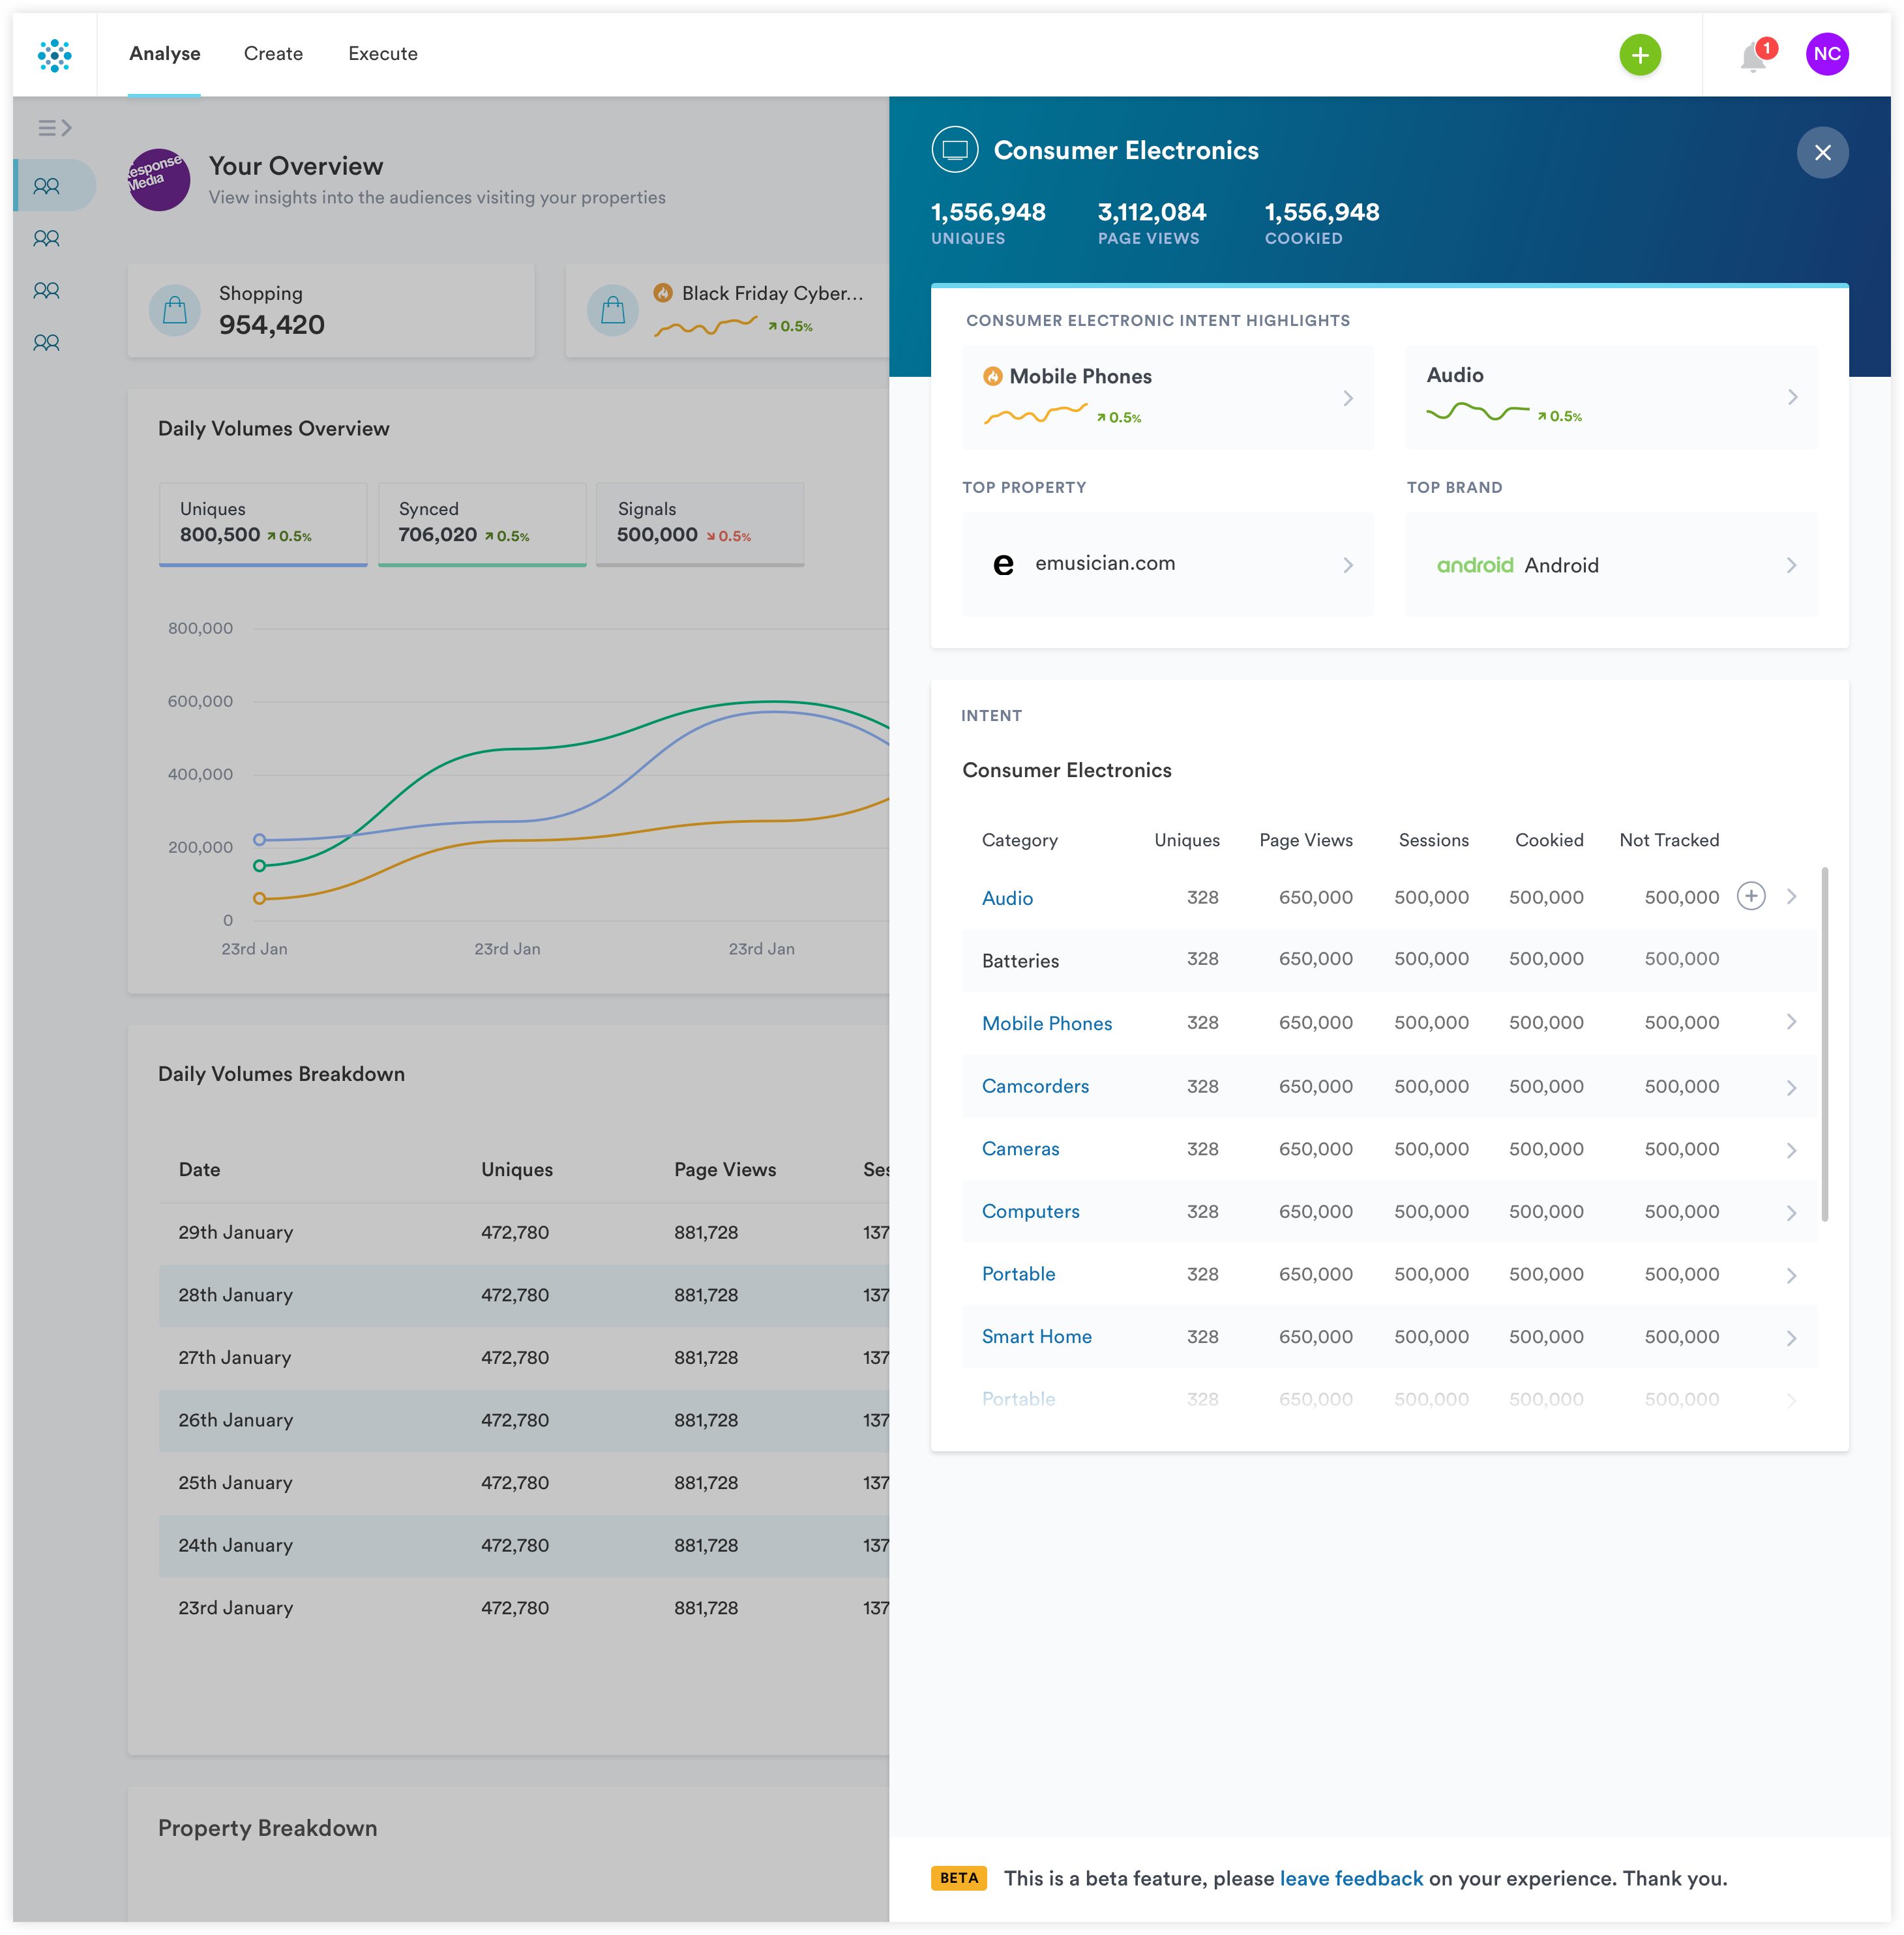 Analyse Create Execute
1
NC
Response
Media
Your Overview
View insights into the audiences visiting your properties
Shopping
954,420
Black Friday Cyber...
0.5%
Daily Volumes Overview
Uniques
800,500 0.5%
Synced
706,020 0.5%
Signals
500,000 0.5%
800,000
600,000
400,000
200,000
0
23rd Jan 23rd Jan 23rd Jan
Daily Volumes Breakdown
Date Uniques Page Views Ses
29th January 472,780 881,728 137
28th January 472,780 881,728 137
27th January 472,780 881,728 137
26th January 472,780 881,728 137
25th January 472,780 881,728 137
24th January 472,780 881,728 137
23rd January 472,780 881,728 137
Property Breakdown
Consumer Electronics
1,556,948 3,112,084 1,556,948
UNIQUES PAGE VIEWS COOKIED
CONSUMER ELECTRONIC INTENT HIGHLIGHTS
Mobile Phones
0.5%
Audio
0.5%
TOP PROPERTY
e emusician.com
TOP BRAND
android Android
INTENT
Consumer Electronics
Category Uniques Page Views Sessions Cookied Not Tracked
Audio 328 650,000 500,000 500,000 500,000
Batteries 328 650,000 500,000 500,000 500,000
Mobile Phones 328 650,000 500,000 500,000 500,000
Camcorders 328 650,000 500,000 500,000 500,000
Cameras 328 650,000 500,000 500,000 500,000
Computers 328 650,000 500,000 500,000 500,000
Portable 328 650,000 500,000 500,000 500,000
Smart Home 328 650,000 500,000 500,000 500,000
Portable 328 650,000 500,000 500,000 500,000
BETA This is a beta feature, please leave feedback on your experience. Thank you.